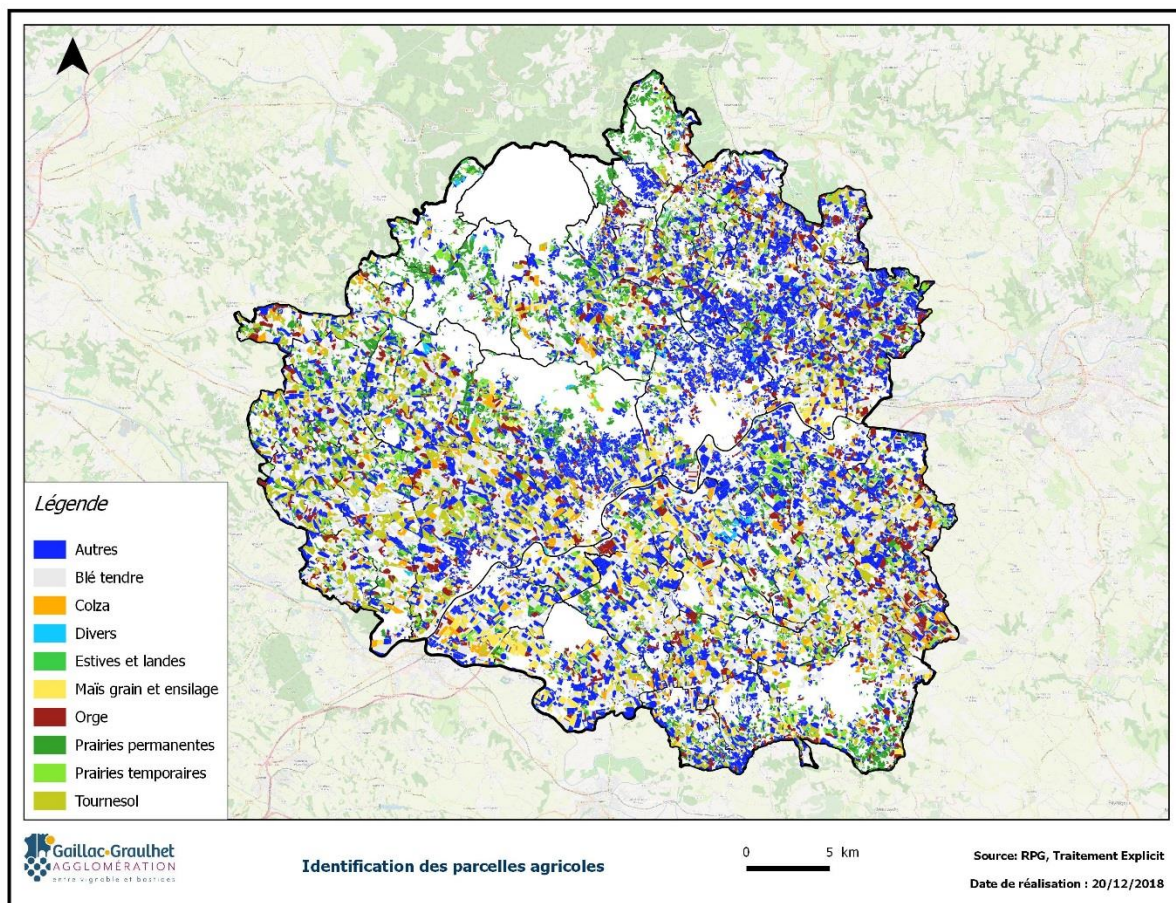 Légende
Autres
Blé tendre
Colza
Divers
Estives et landes
Maïs grain et ensilage
Orge
Prairies permanentes
Prairies temporaires
Tournesol
Gaillac•Graulhet
AGGLOMÉRATION
entre vignoble et bastides
Identification des parcelles agricoles
0 5 km
Source: RPG, Traitement Explicit
Date de réalisation : 20/12/2018